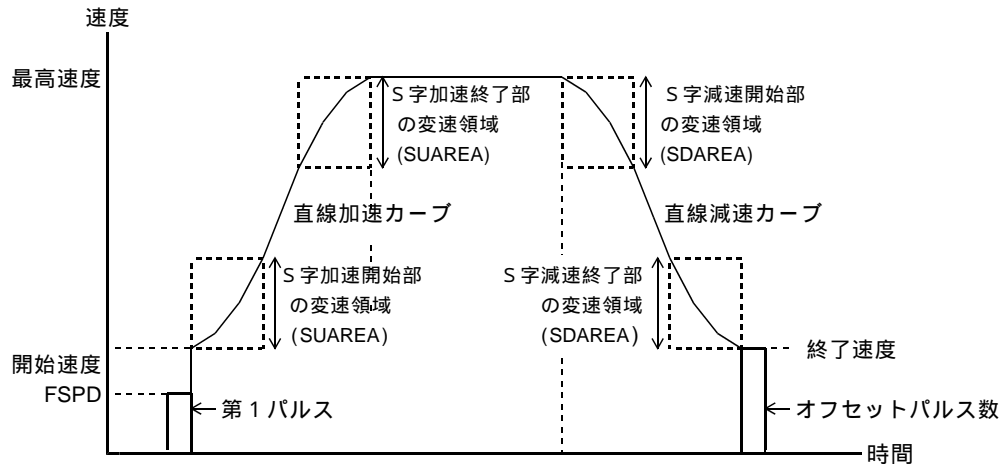 速度
最高速度
S字加速終了部
の変速領域
(SUAREA)
S字減速開始部
の変速領域
(SDAREA)
直線加速カーブ
直線減速カーブ
S字加速開始部
の変速領域
(SUAREA)
S字減速終了部
の変速領域
(SDAREA)
開始速度
終了速度
FSPD
第1パルス
オフセットパルス数
時間